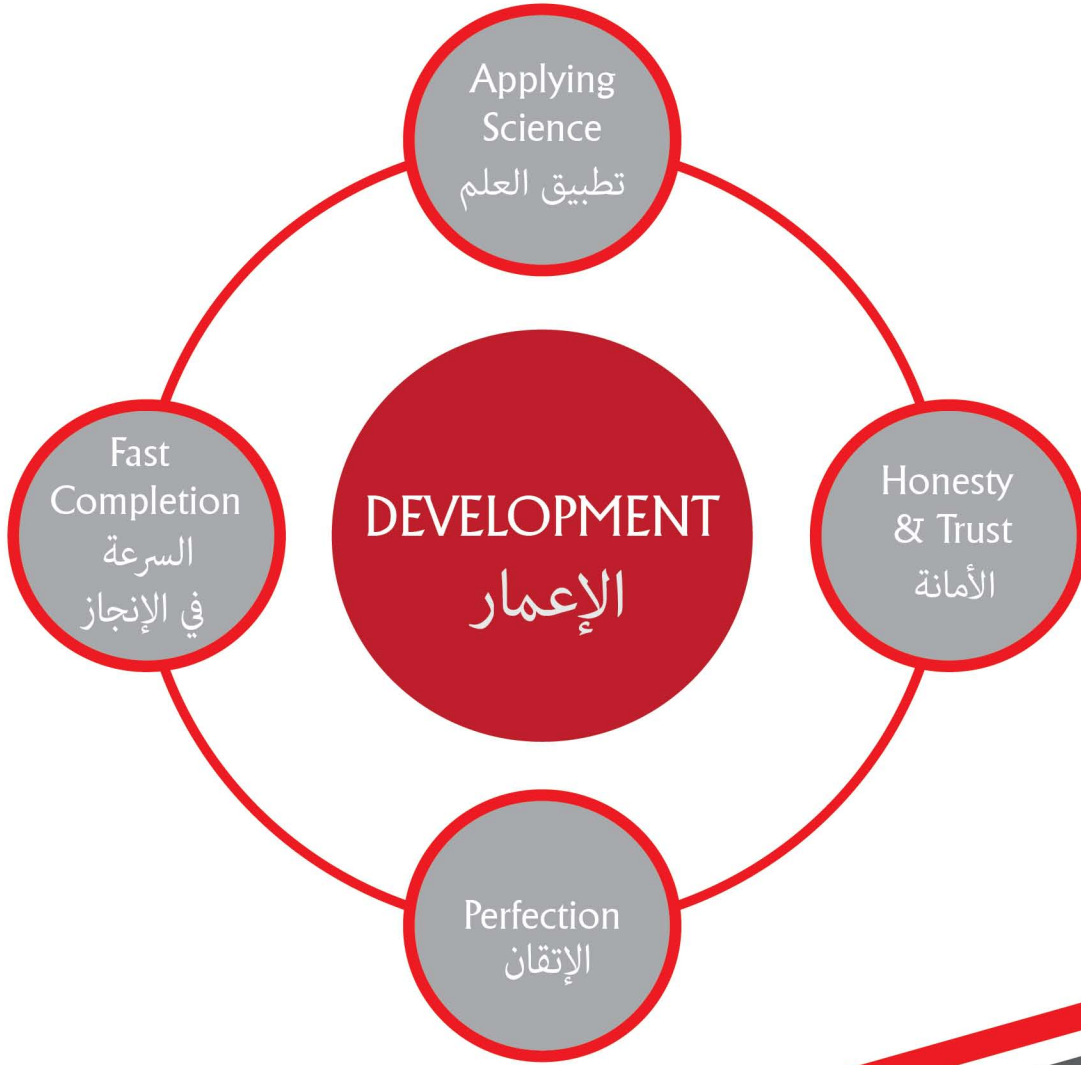 Applying
Science
تطبيق العلم
Fast
Completion
السرعة
في الإنجاز
DEVELOPMENT
الإعمار
Honesty
& Trust
الأمانة
Perfection
الإتقان